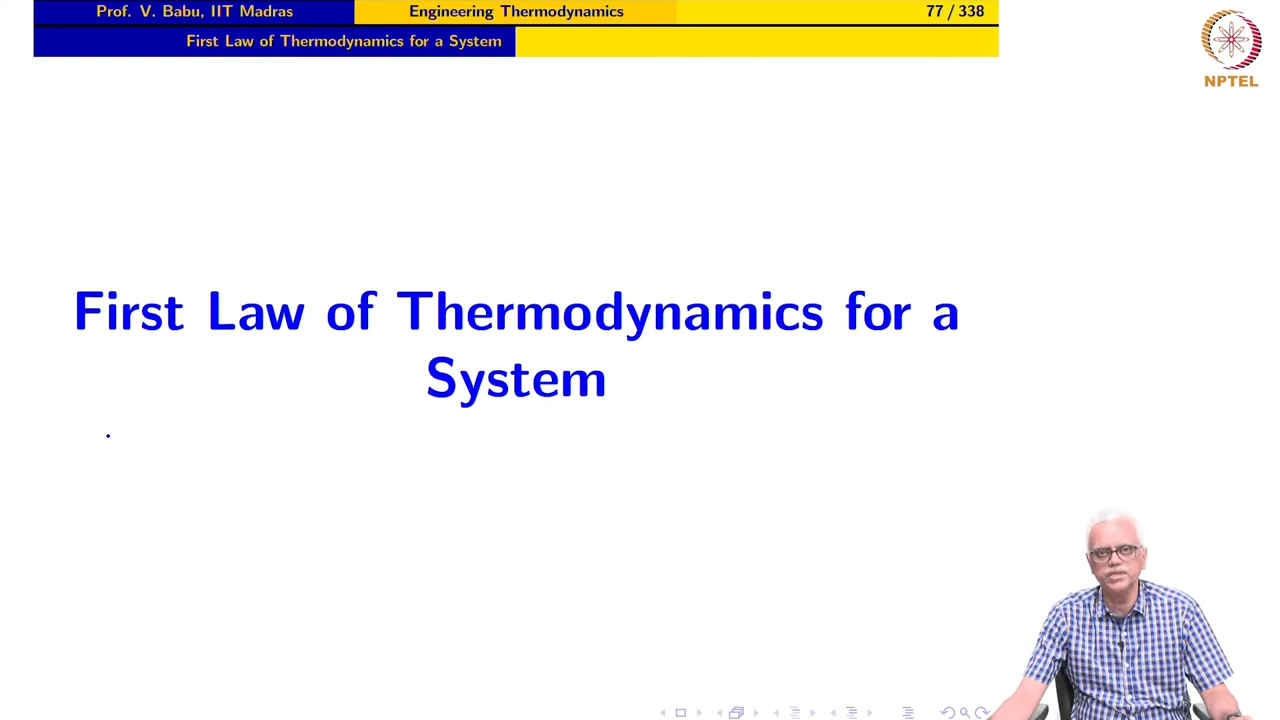 Prof. V. Babu, IIT Madras Engineering Thermodynamics 77 / 338
First Law of Thermodynamics for a System
NPTEL
First Law of Thermodynamics for a
System